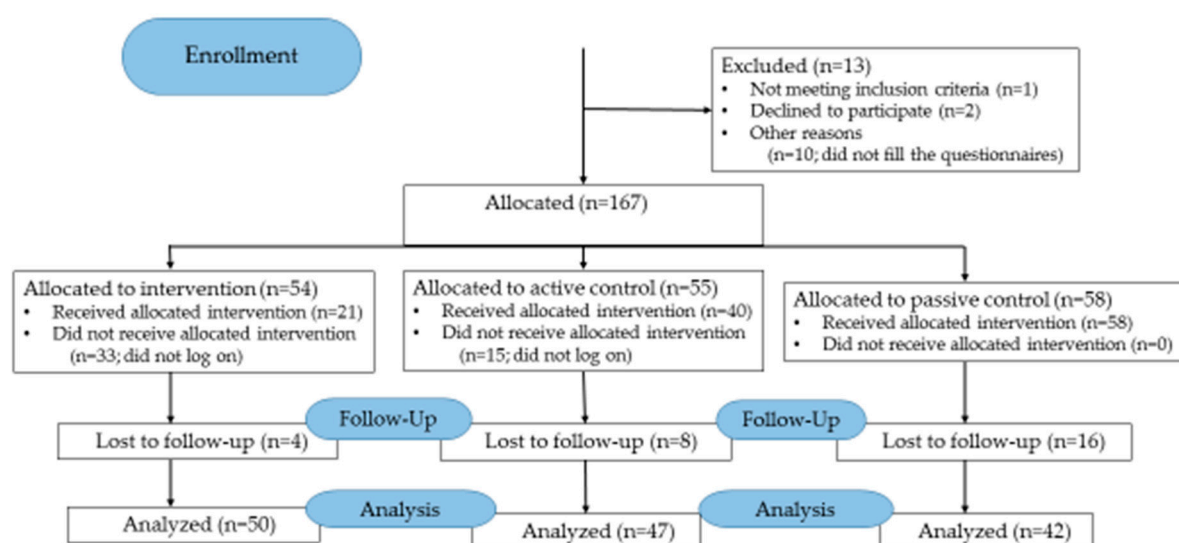 Enrollment
Excluded (n=13)
• Not meeting inclusion criteria (n=1)
• Declined to participate (n=2)
• Other reasons
(n=10; did not fill the questionnaires)
Allocated (n=167)
Allocated to intervention (n=54)
• Received allocated intervention (n=21)
• Did not receive allocated intervention
(n=33; did not log on)
Allocated to active control (n=55)
• Received allocated intervention (n=40)
• Did not receive allocated intervention
(n=15; did not log on)
Allocated to passive control (n=58)
• Received allocated intervention (n=58)
• Did not receive allocated intervention (n=0)
Follow-Up
Follow-Up
Lost to follow-up (n=4)
Lost to follow-up (n=8)
Lost to follow-up (n=16)
Analysis
Analysis
Analyzed (n=50)
Analyzed (n=47)
Analyzed (n=42)